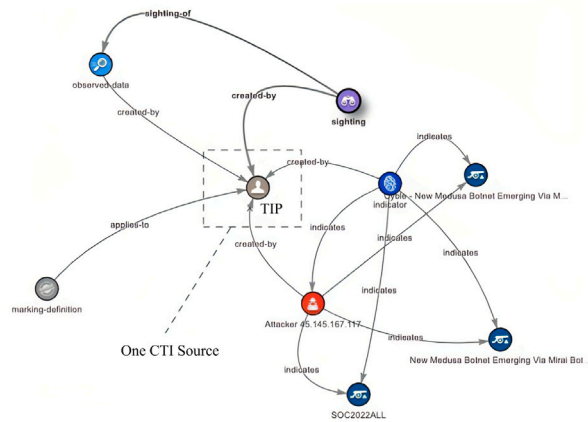 sighting-of
observed-data
created-by
created-by
sighting
indicates
created-by
Cyble - New Medusa Botnet Emerging Via M...
indicator
TIP
applies-to
indicates
indicates
created-by
indicates
indicates
marking-definition
Attacker 45.145.167.117
indicates
One CTI Source
New Medusa Botnet Emerging Via Mirai Bot
indicates
SOC2022ALL